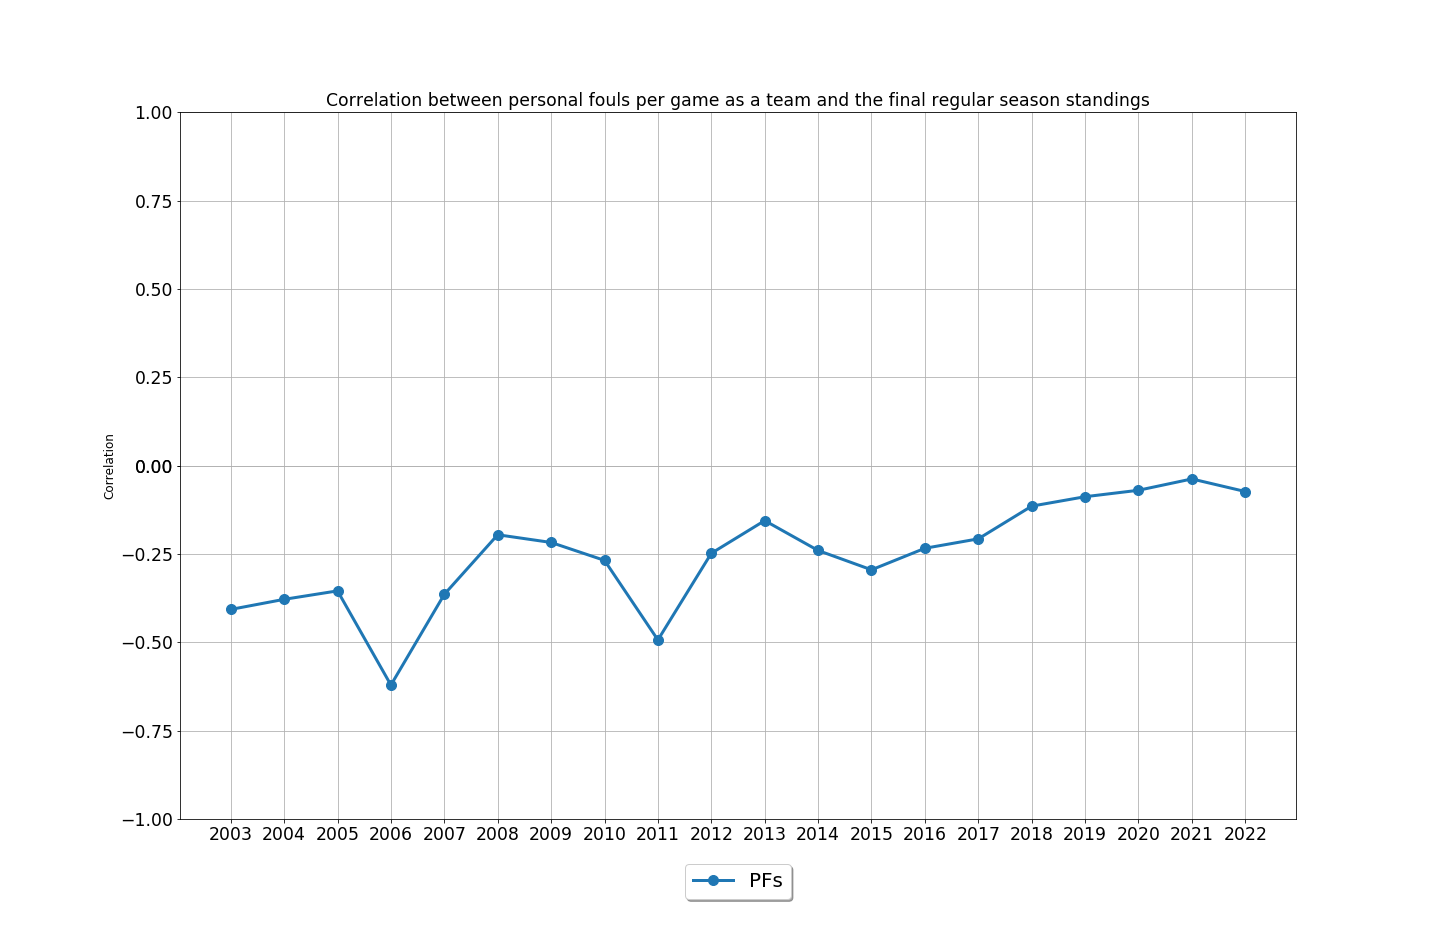 Correlation between personal fouls per game as a team and the final regular season standings
1.00
0.75
0.50
0.25
0.00
−0.25
−0.50
−0.75
−1.00
Correlation
2003 2004 2005 2006 2007 2008 2009 2010 2011 2012 2013 2014 2015 2016 2017 2018 2019 2020 2021 2022
PFs